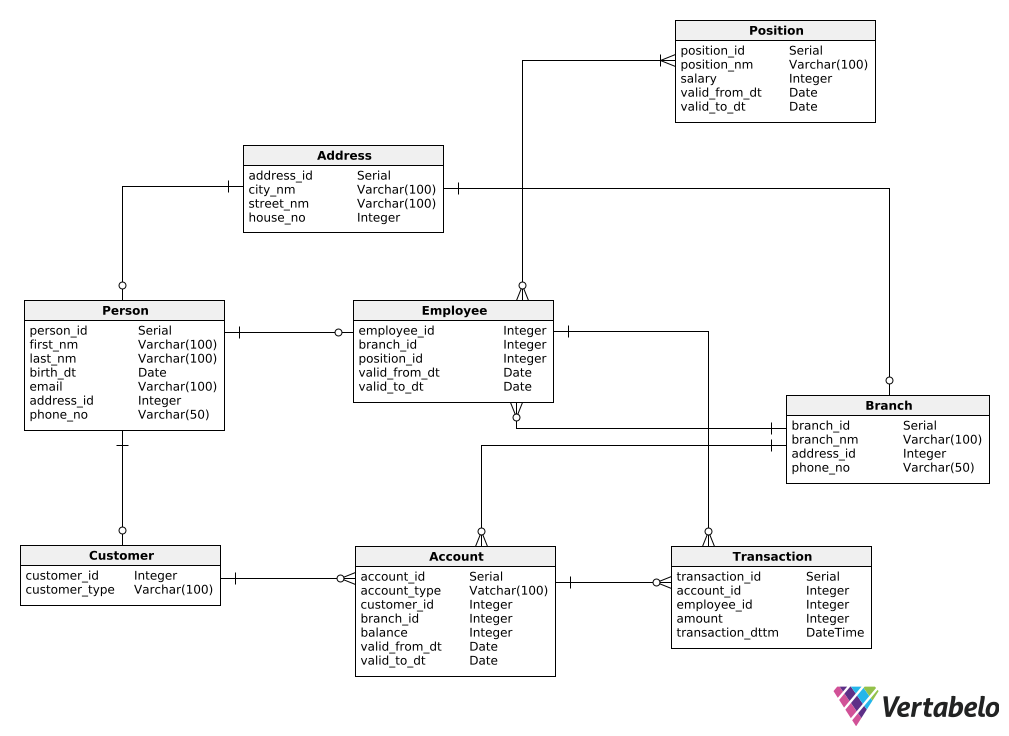 Position
position_id Serial
position_nm Varchar(100)
salary Integer
valid_from_dt Date
valid_to_dt Date
Address
address_id Serial
city_nm Varchar(100)
street_nm Varchar(100)
house_no Integer
Person
person_id Serial
first_nm Varchar(100)
last_nm Varchar(100)
birth_dt Date
email Varchar(100)
address_id Integer
phone_no Varchar(50)
Employee
employee_id Integer
branch_id Integer
position_id Integer
valid_from_dt Date
valid_to_dt Date
Branch
branch_id Serial
branch_nm Varchar(100)
address_id Integer
phone_no Varchar(50)
Customer
customer_id Integer
customer_type Varchar(100)
Account
account_id Serial
account_type Vatchar(100)
customer_id Integer
branch_id Integer
balance Integer
valid_from_dt Date
valid_to_dt Date
Transaction
transaction_id Serial
account_id Integer
employee_id Integer
amount Integer
transaction_dttm DateTime
Vertabelo